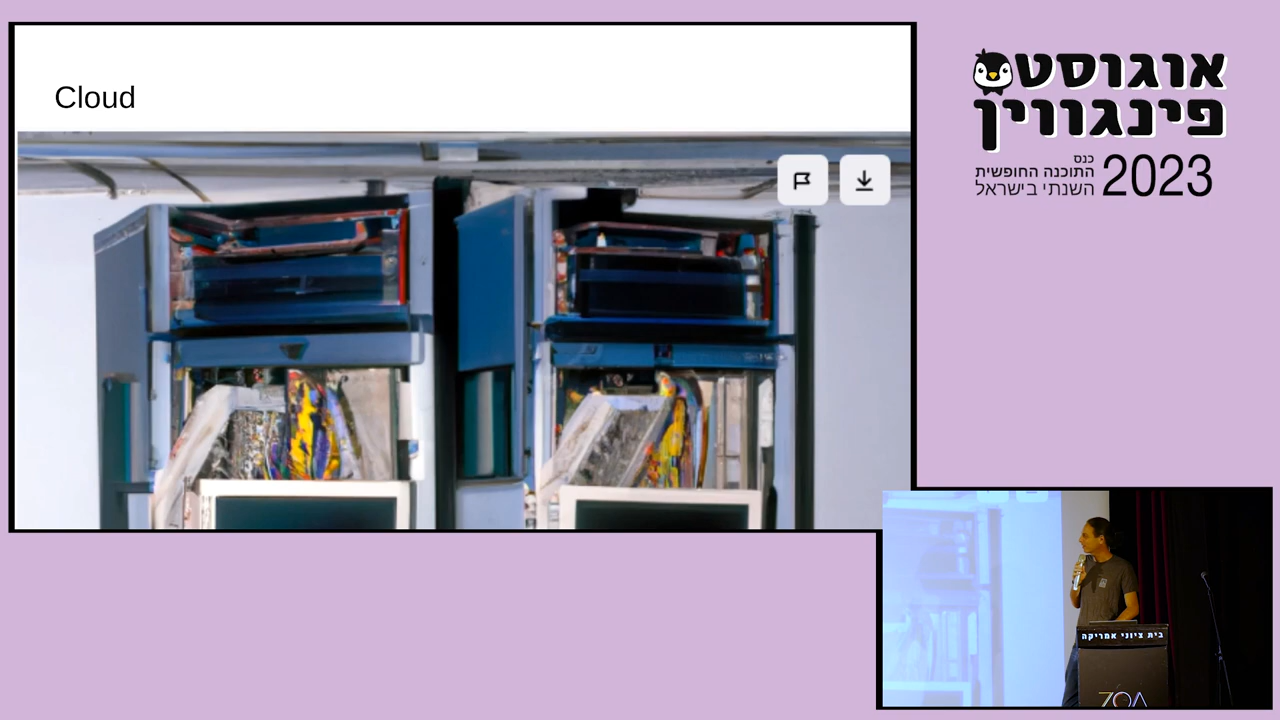 Cloud
אוגוסט
פינגווין
2023
כנס
התוכנה החופשית
השנתי בישראל
בית ציוני אמריקה
ZOA